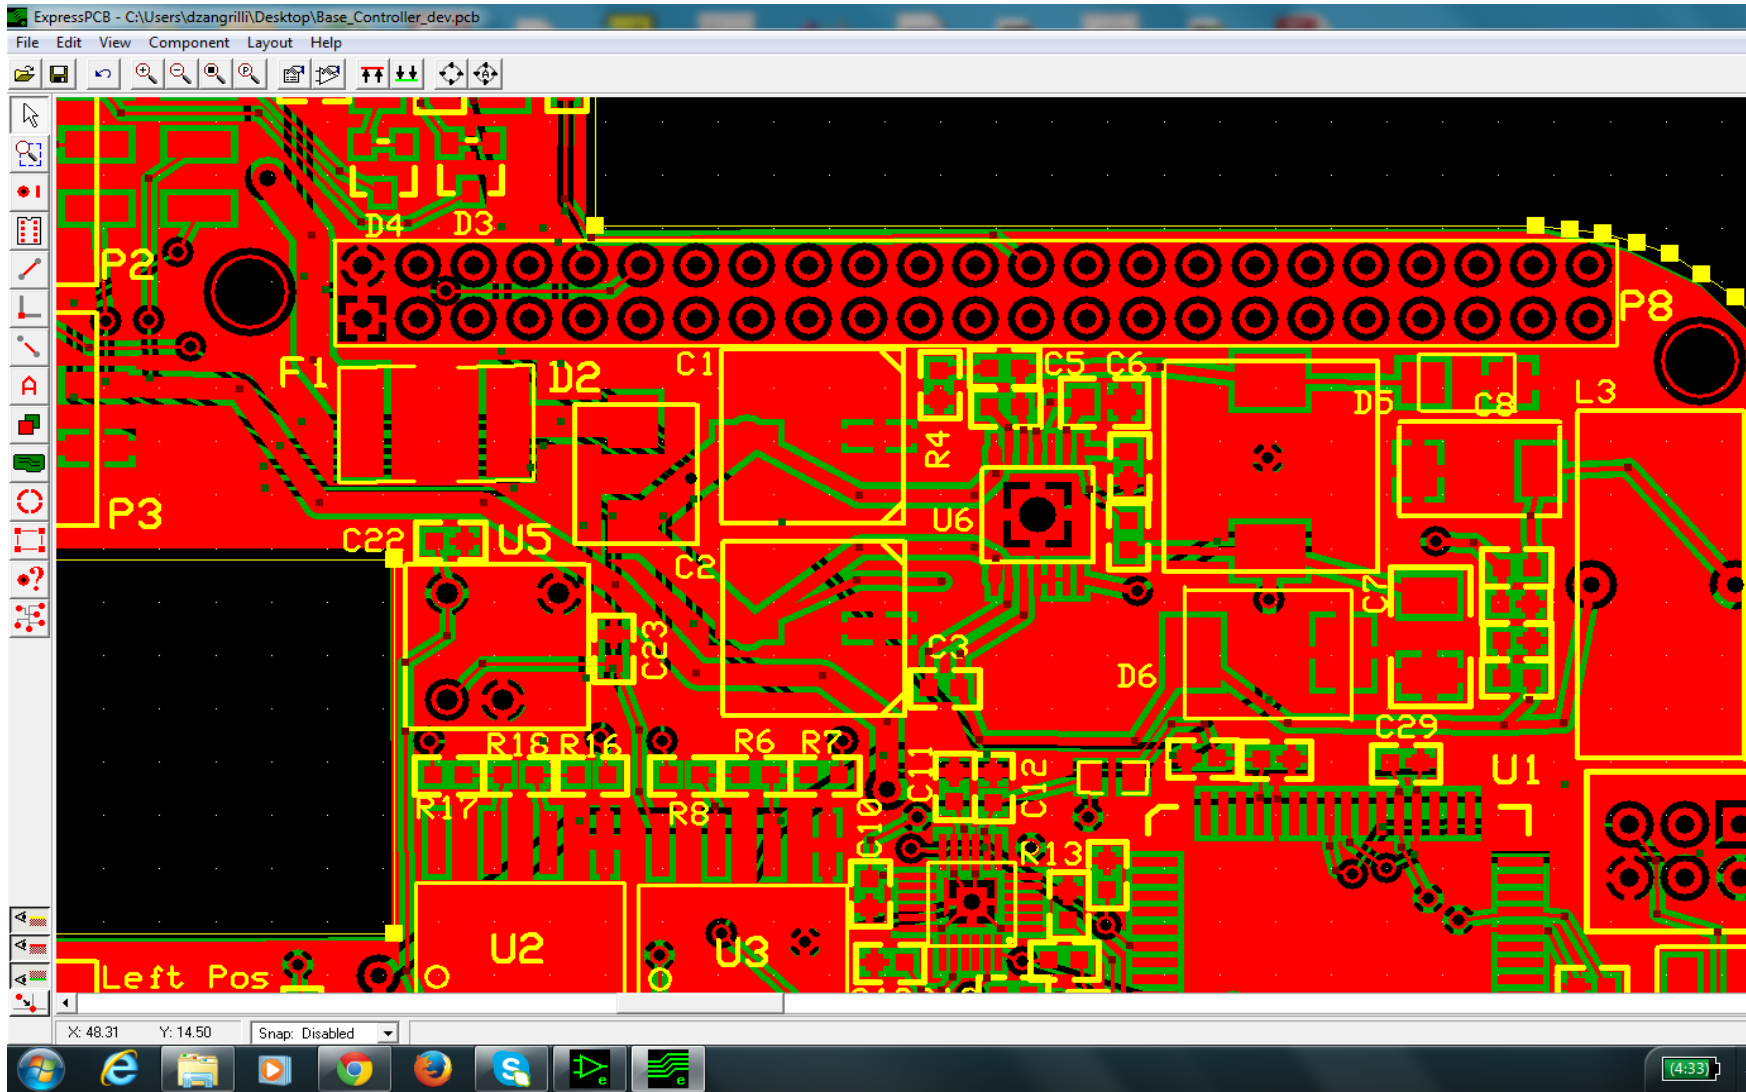 ExpressPCB - C:\Users\dzangrilli\Desktop\Base_Controller_dev.pcb
File Edit View Component Layout Help
D4 D3
P2
P8
F1 D2 C1 C5 C6
D5 C8 L3
R4
P3
U6
C22 U5
C2
C7
C23
C3
D6
R18 R16 R6 R7 C29
C11 C12 U1
R17 R8
C10 R13
U2 U3
Left Pos
X: 48.31 Y: 14.50 Snap: Disabled
(4:33)